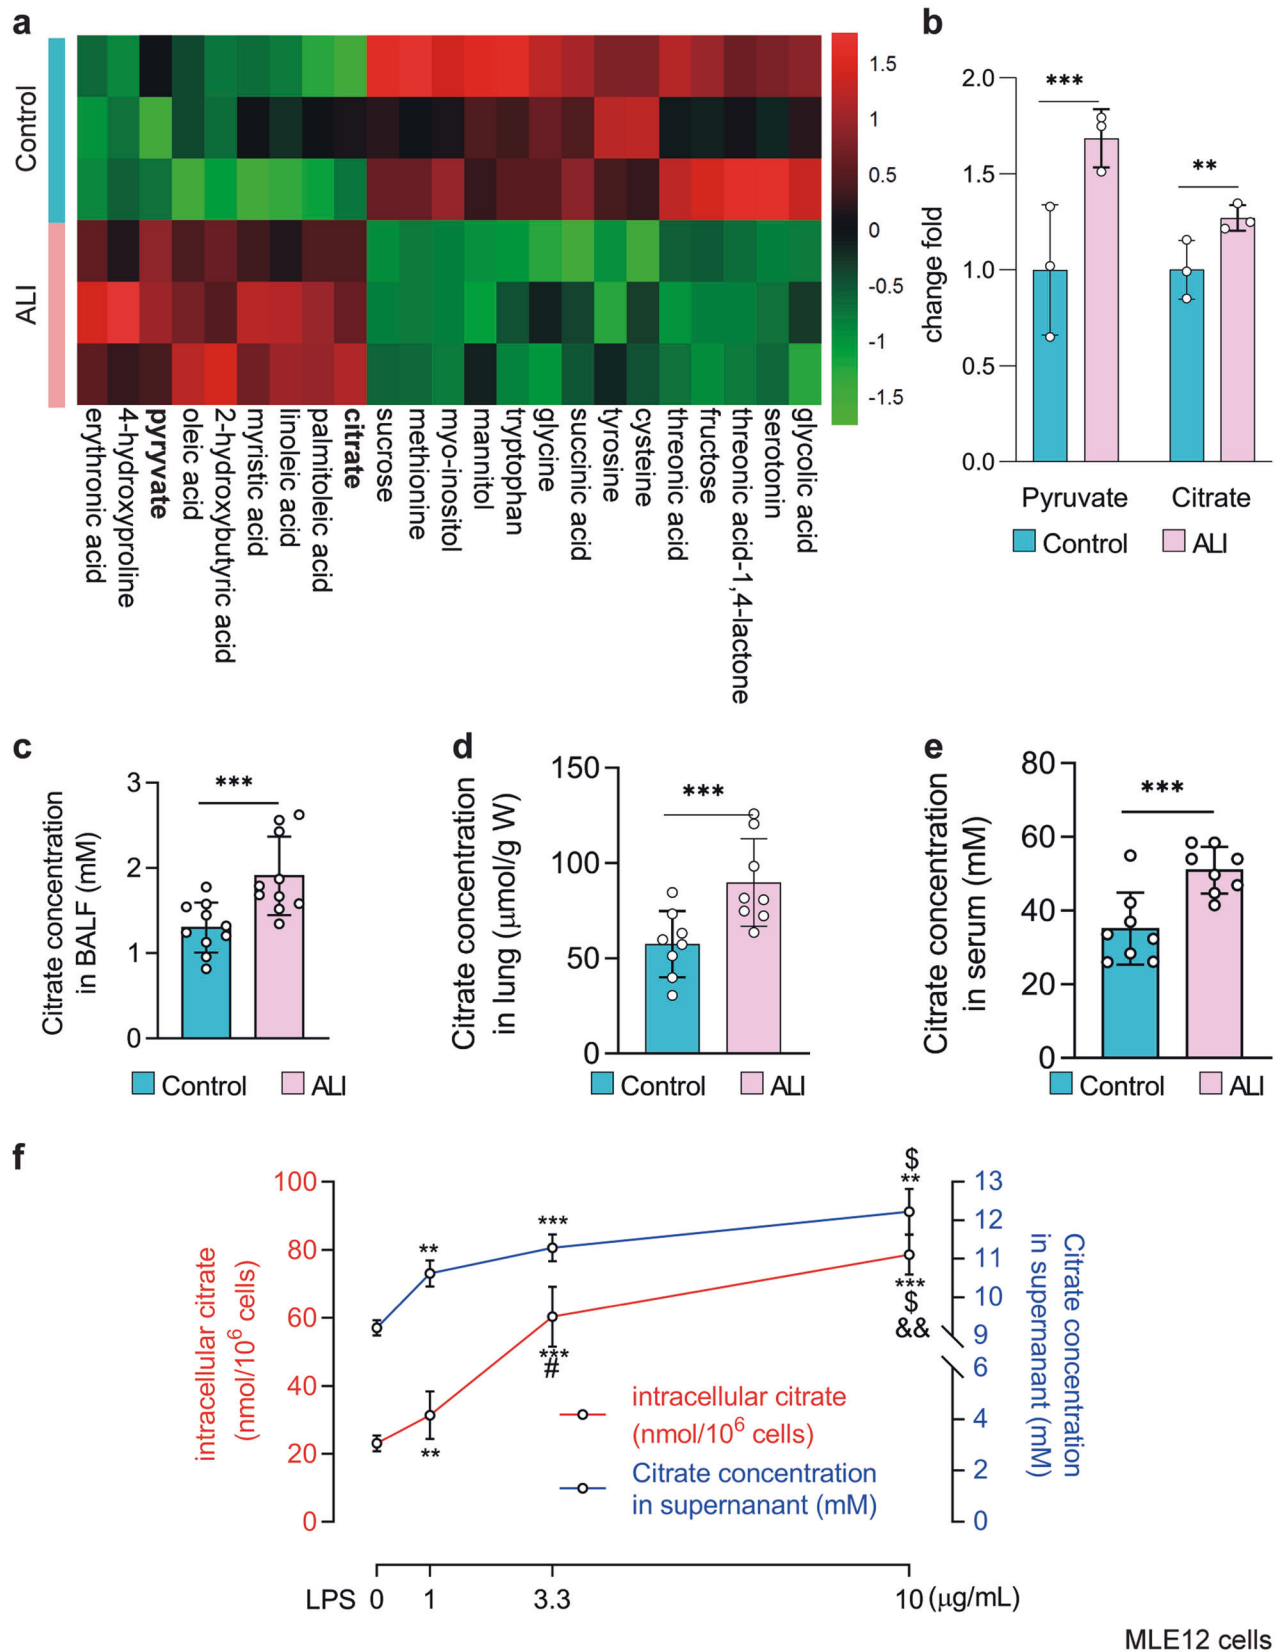 a
Control
ALI
1.5
1
0.5
0
-0.5
-1
-1.5
erythronic acid
4-hydroxyproline
pyryvate
oleic acid
2-hydroxybutyric acid
myristic acid
linoleic acid
palmitoleic acid
citrate
sucrose
methionine
myo-inositol
mannitol
tryptophan
glycine
succinic acid
tyrosine
cysteine
threonic acid
fructose
threonic acid-1,4-lactone
serotonin
glycolic acid
b
change fold
2.0
1.5
1.0
0.5
0.0
***
**
Pyruvate Citrate
Control ALI
c
Citrate concentration
in BALF (mM)
3
2
1
0
***
Control ALI
d
Citrate concentration
in lung (μmol/g W)
150
100
50
0
***
Control ALI
e
Citrate concentration
in serum (mM)
80
60
40
20
0
***
Control ALI
f
intracellular citrate
(nmol/10⁶ cells)
100
80
60
40
20
0
**
***
$
**
**
***
#
***
$
&&
13
12
11
10
9
6
4
2
0
Citrate concentration
in supernanant (mM)
intracellular citrate
(nmol/10⁶ cells)
Citrate concentration
in supernanant (mM)
LPS 0 1 3.3 10 (μg/mL)
MLE12 cells